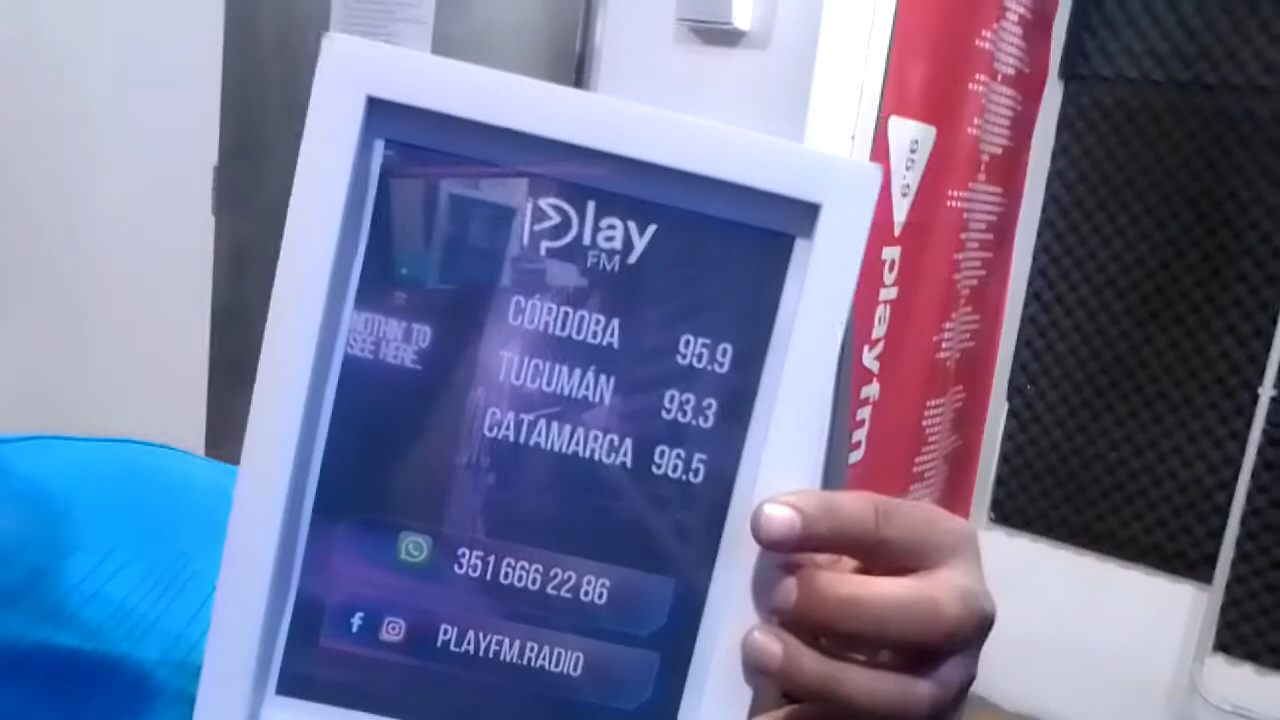 Play
FM
CÓRDOBA 95.9
TUCUMÁN 93.3
CATAMARCA 96.5
NOTHIN' TO
SEE HERE.
351 666 22 86
PLAYFM.RADIO
95.9
playfm